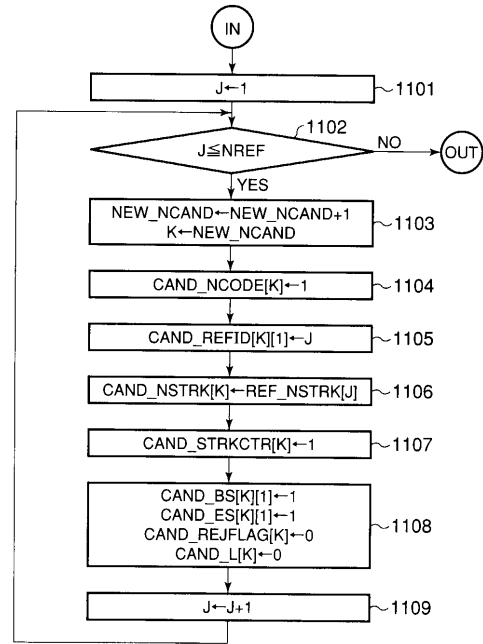 IN
J←1
1101
1102
J≦NREF
NO
OUT
YES
NEW_NCAND←NEW_NCAND+1
K←NEW_NCAND
1103
CAND_NCODE[K]←1
1104
CAND_REFID[K][1]←J
1105
CAND_NSTRK[K]←REF_NSTRK[J]
1106
CAND_STRKCTR[K]←1
1107
CAND_BS[K][1]←1
CAND_ES[K][1]←1
CAND_REJFLAG[K]←0
CAND_L[K]←0
1108
J←J+1
1109